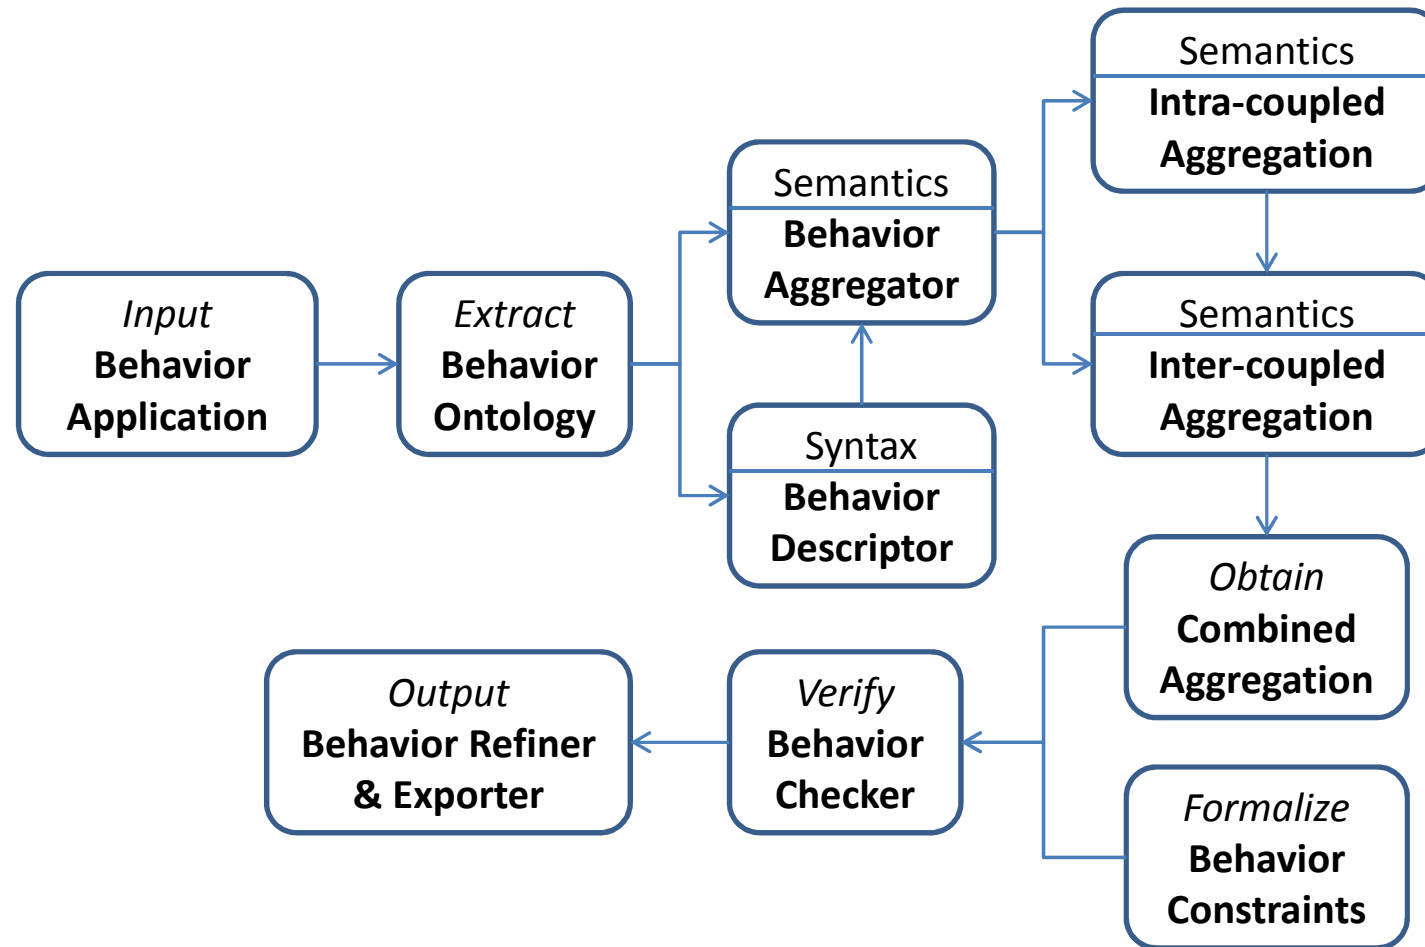 Input
Behavior
Application
Extract
Behavior
Ontology
Semantics
Behavior
Aggregator
Syntax
Behavior
Descriptor
Semantics
Intra-coupled
Aggregation
Semantics
Inter-coupled
Aggregation
Obtain
Combined
Aggregation
Formalize
Behavior
Constraints
Verify
Behavior
Checker
Output
Behavior Refiner
& Exporter